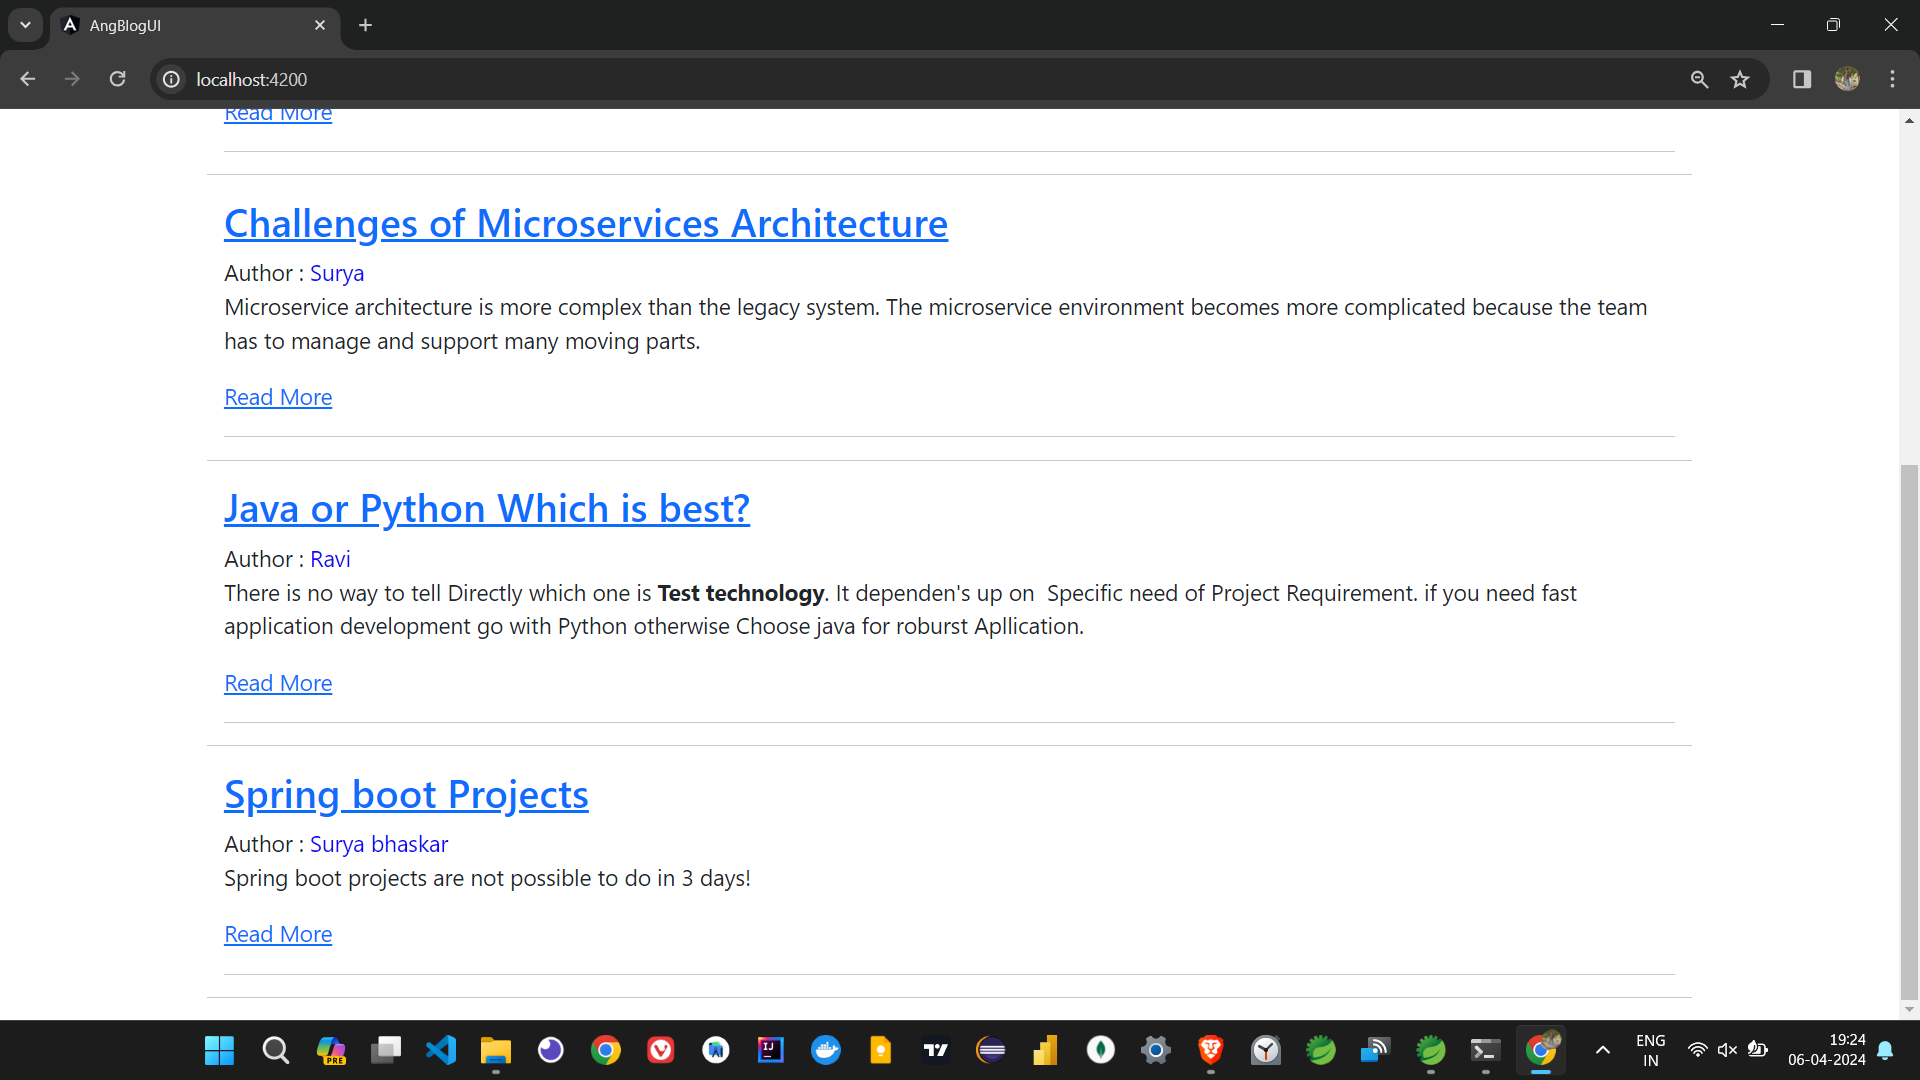 AngBlogUI
localhost:4200
Read More
Challenges of Microservices Architecture
Author : Surya
Microservice architecture is more complex than the legacy system. The microservice environment becomes more complicated because the team
has to manage and support many moving parts.
Read More
Java or Python Which is best?
Author : Ravi
There is no way to tell Directly which one is Test technology. It dependen's up on  Specific need of Project Requirement. if you need fast
application development go with Python otherwise Choose java for roburst Apllication.
Read More
Spring boot Projects
Author : Surya bhaskar
Spring boot projects are not possible to do in 3 days!
Read More
PRE
IJ
ENG
IN
19:24
06-04-2024